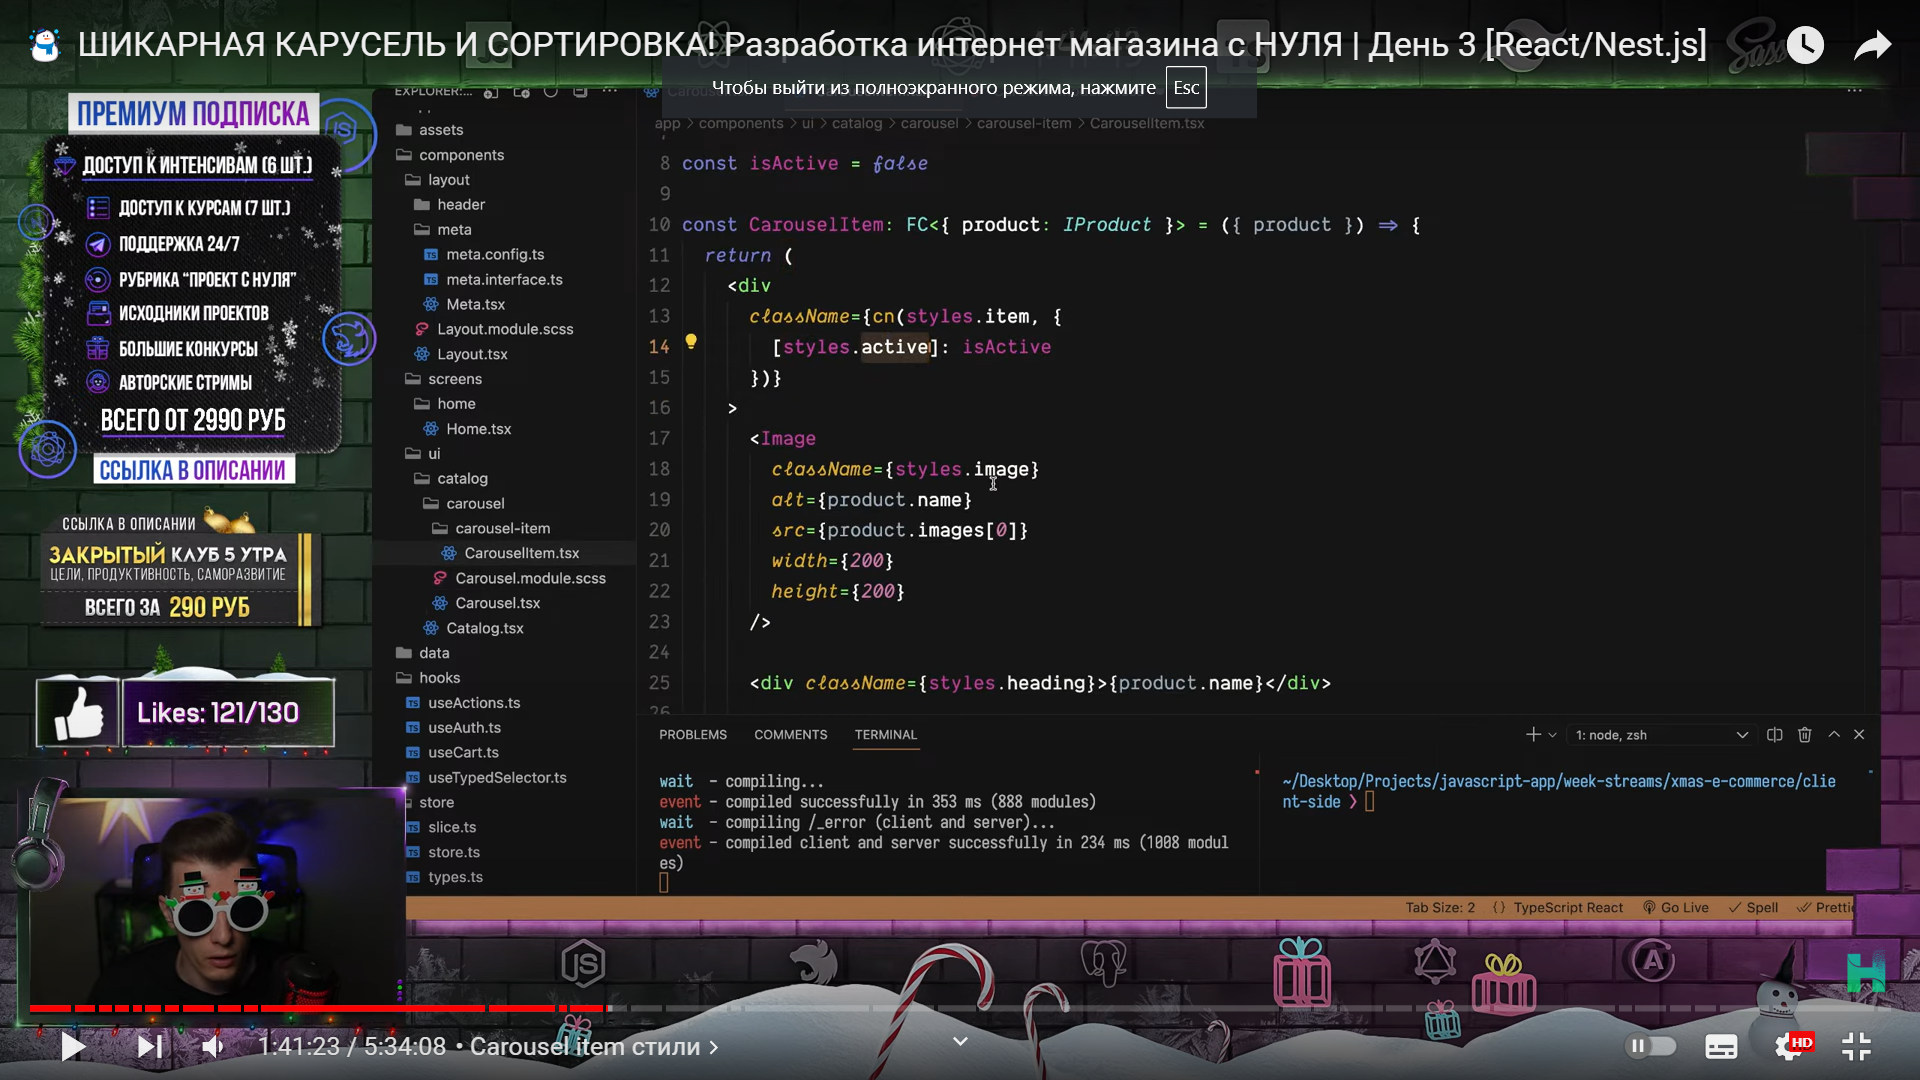 ШИКАРНАЯ КАРУСЕЛЬ И СОРТИРОВКА! Разработка интернет магазина с НУЛЯ | День 3 [React/Nest.js]
Чтобы выйти из полноэкранного режима, нажмите Esc
ПРЕМИУМ ПОДПИСКА
ДОСТУП К ИНТЕНСИВАМ (6 ШТ.)
ДОСТУП К КУРСАМ (7 ШТ.)
ПОДДЕРЖКА 24/7
РУБРИКА “ПРОЕКТ С НУЛЯ”
ИСХОДНИКИ ПРОЕКТОВ
БОЛЬШИЕ КОНКУРСЫ
АВТОРСКИЕ СТРИМЫ
ВСЕГО ОТ 2990 РУБ
ССЫЛКА В ОПИСАНИИ
ССЫЛКА В ОПИСАНИИ
ЗАКРЫТЫЙ КЛУБ 5 УТРА
ЦЕЛИ, ПРОДУКТИВНОСТЬ, САМОРАЗВИТИЕ
ВСЕГО ЗА 290 РУБ
Likes: 121/130
EXPLORER:...
assets
components
layout
header
meta
meta.config.ts
meta.interface.ts
Meta.tsx
Layout.module.scss
Layout.tsx
screens
home
Home.tsx
ui
catalog
carousel
carousel-item
CarouselItem.tsx
Carousel.module.scss
Carousel.tsx
Catalog.tsx
data
hooks
useActions.ts
useAuth.ts
useCart.ts
useTypedSelector.ts
store
slice.ts
store.ts
types.ts
app > components > ui > catalog > carousel > carousel-item > CarouselItem.tsx
8 const isActive = false
9
10 const CarouselItem: FC<{ product: IProduct }> = ({ product }) => {
11 return (
12 <div
13 className={cn(styles.item, {
14 [styles.active]: isActive
15 })}
16 >
17 <Image
18 className={styles.image}
19 alt={product.name}
20 src={product.images[0]}
21 width={200}
22 height={200}
23 />
24
25 <div className={styles.heading}>{product.name}</div>
26
PROBLEMS COMMENTS TERMINAL
1: node, zsh
wait - compiling...
event - compiled successfully in 353 ms (888 modules)
wait - compiling /_error (client and server)...
event - compiled client and server successfully in 234 ms (1008 modul
es)
~/Desktop/Projects/javascript-app/week-streams/xmas-e-commerce/clie
nt-side ❯
Tab Size: 2 {} TypeScript React Go Live ✓ Spell Pretti
1:41:23 / 5:34:08 • Carousel item стили >
HD